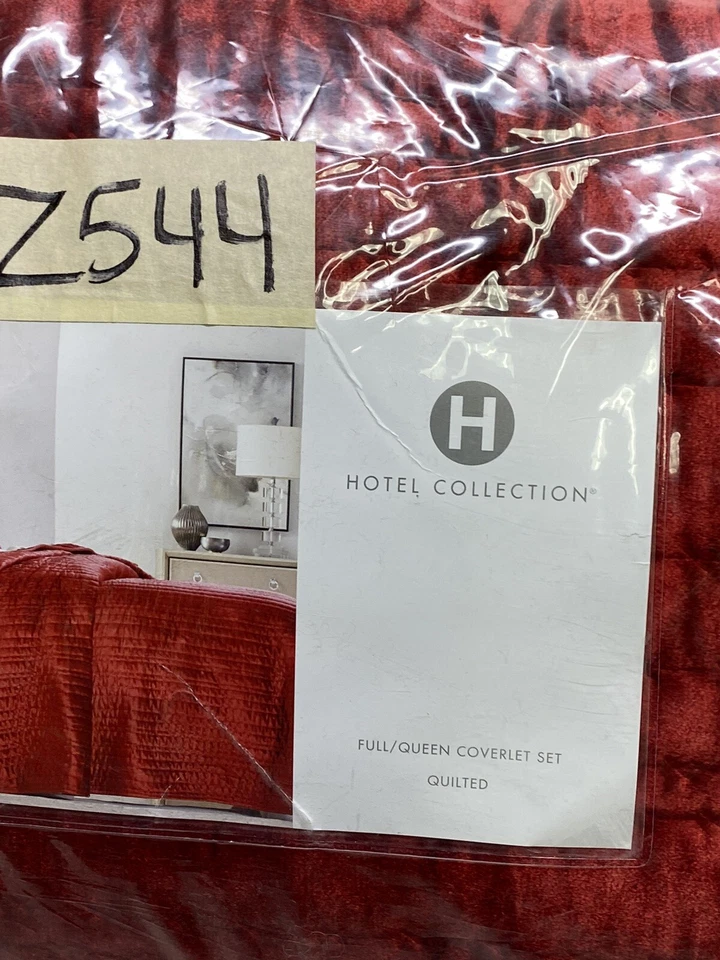 Z544
H
HOTEL COLLECTION®
FULL/QUEEN COVERLET SET
QUILTED